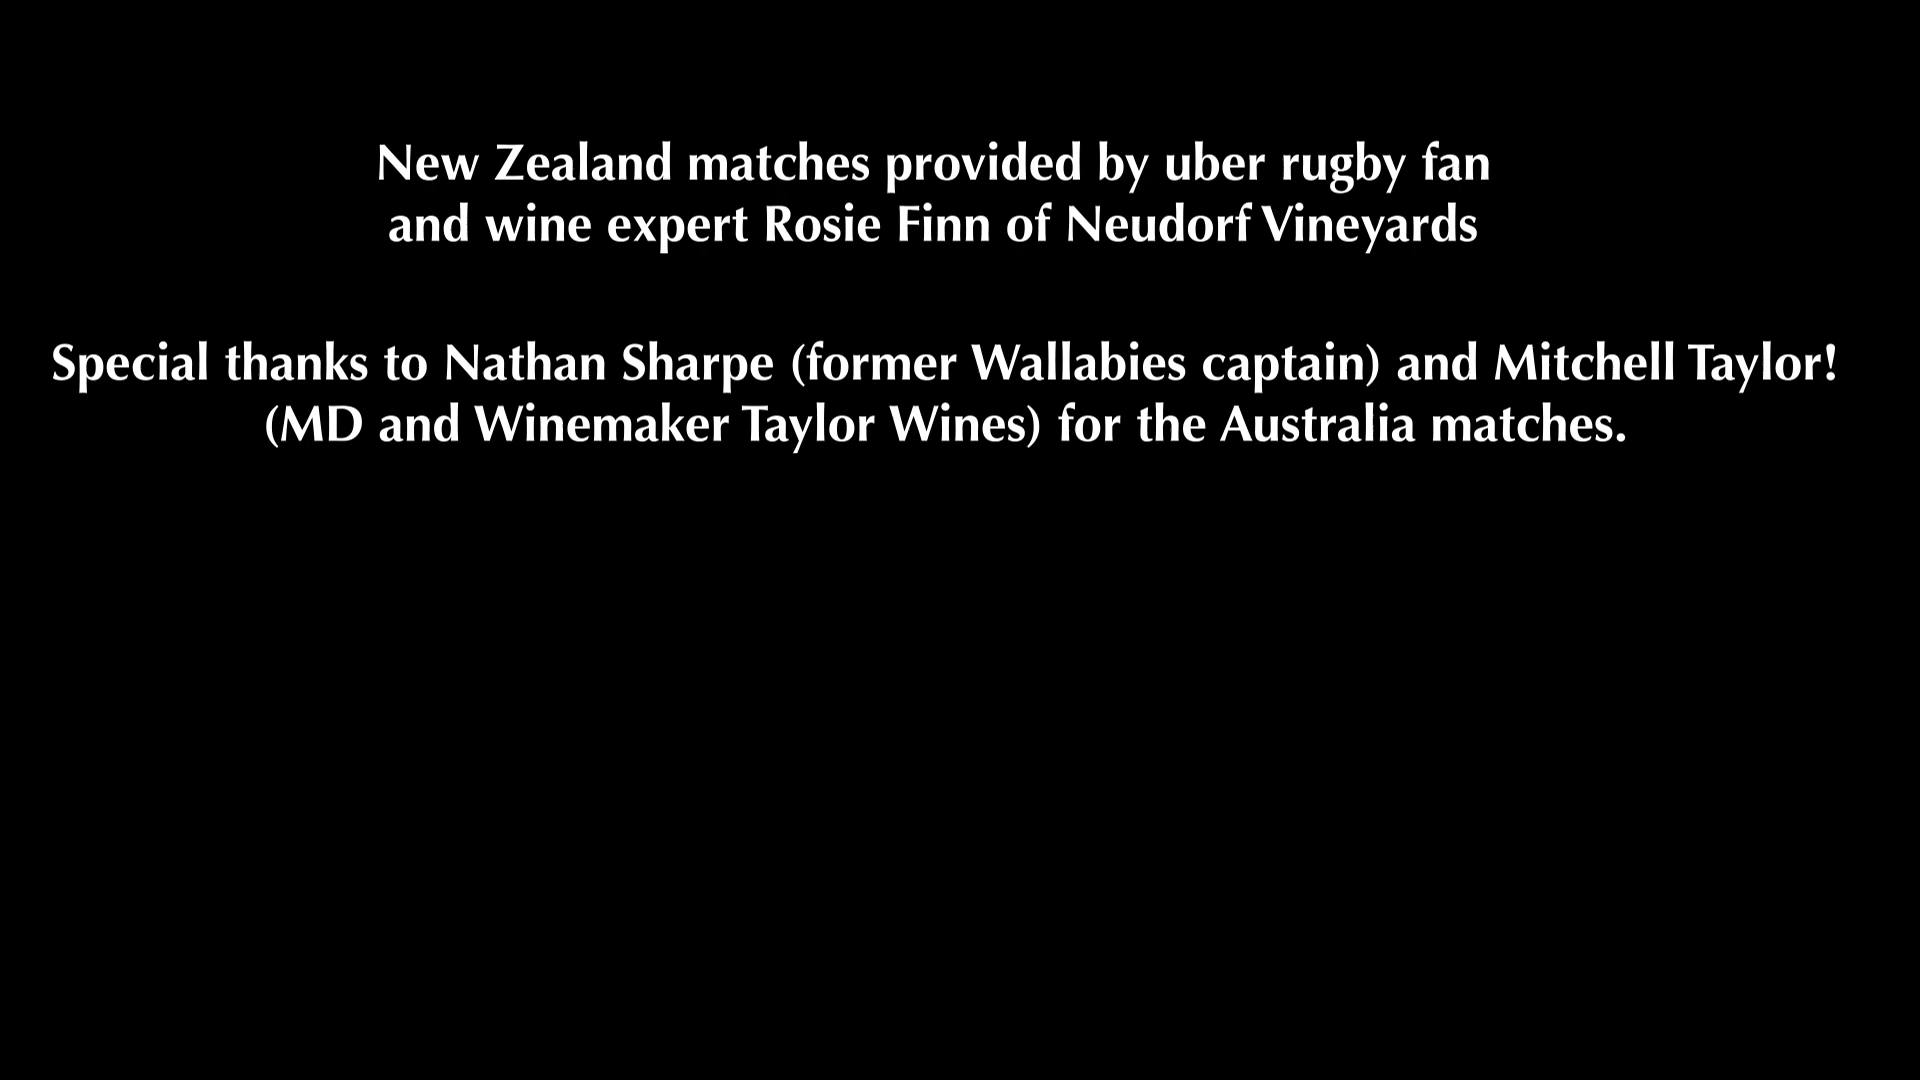 New Zealand matches provided by uber rugby fan
and wine expert Rosie Finn of Neudorf Vineyards
Special thanks to Nathan Sharpe (former Wallabies captain) and Mitchell Taylor!
(MD and Winemaker Taylor Wines) for the Australia matches.